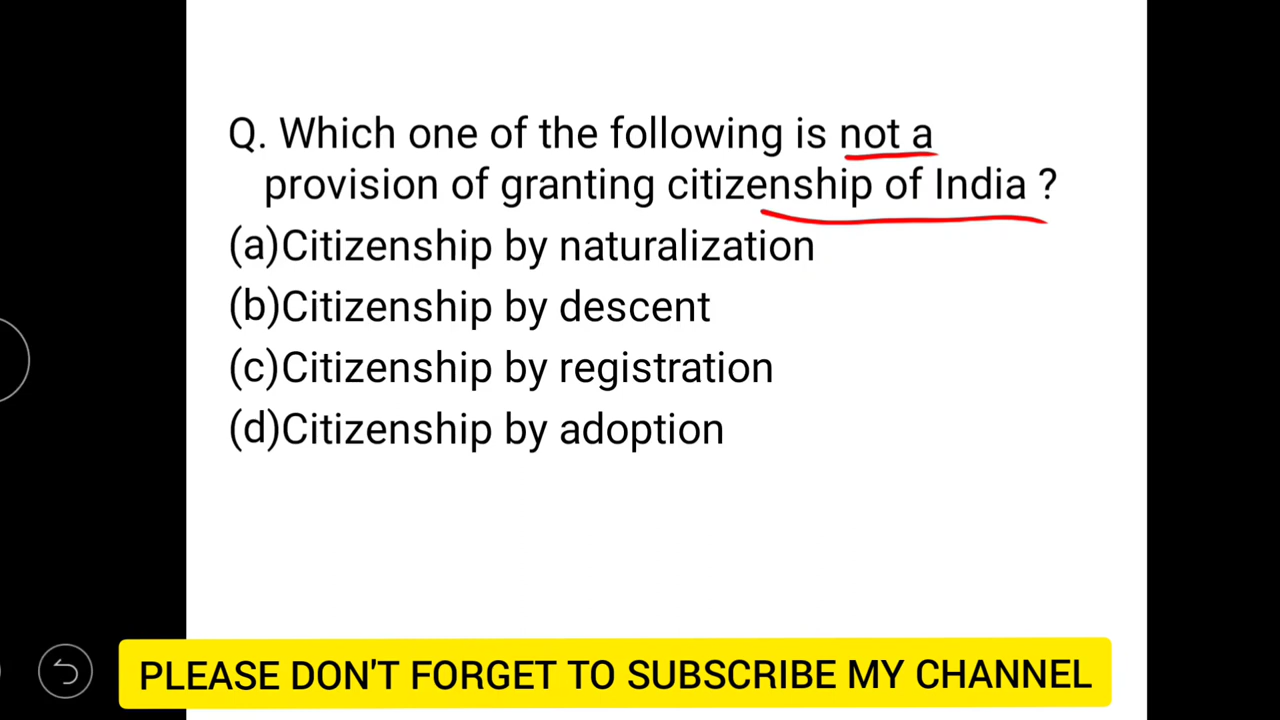 Q. Which one of the following is not a
provision of granting citizenship of India ?
(a)Citizenship by naturalization
(b)Citizenship by descent
(c)Citizenship by registration
(d)Citizenship by adoption
PLEASE DON'T FORGET TO SUBSCRIBE MY CHANNEL